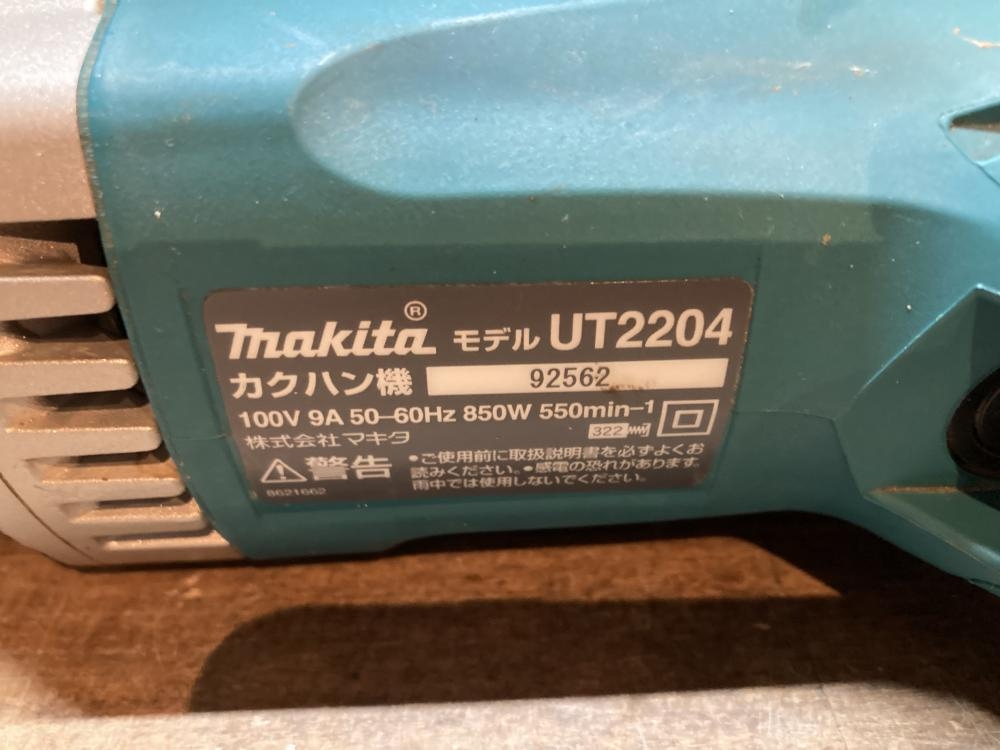 makita® モデル UT2204
カクハン機 92562
100V 9A 50–60Hz 850W 550min–1
322
株式会社マキタ
警告 •ご使用前に取扱説明書を必ずよくお
読みください。•感電の恐れがあります。
雨中では使用しないでください。
8621662